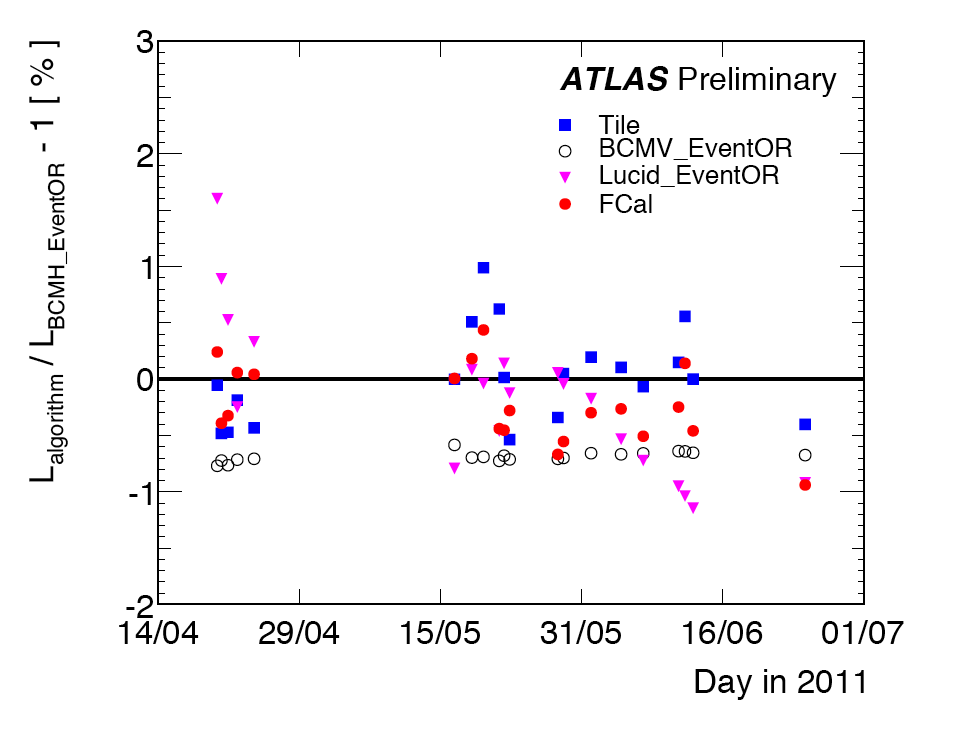 L_algorithm / L_BCMH_EventOR - 1 [ % ]
3
2
1
0
-1
-2
ATLAS Preliminary
Tile
BCMV_EventOR
Lucid_EventOR
FCal
14/04 29/04 15/05 31/05 16/06 01/07
Day in 2011